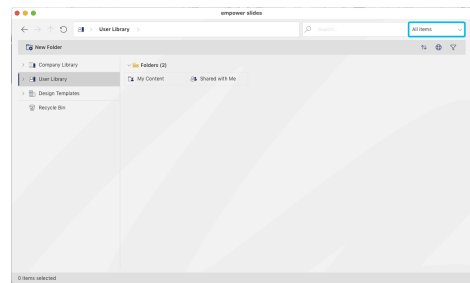 empower slides
User Library
Search...
All Items
New Folder
Company Library
User Library
Design Templates
Recycle Bin
Folders (2)
My Content
Shared with Me
0 items selected